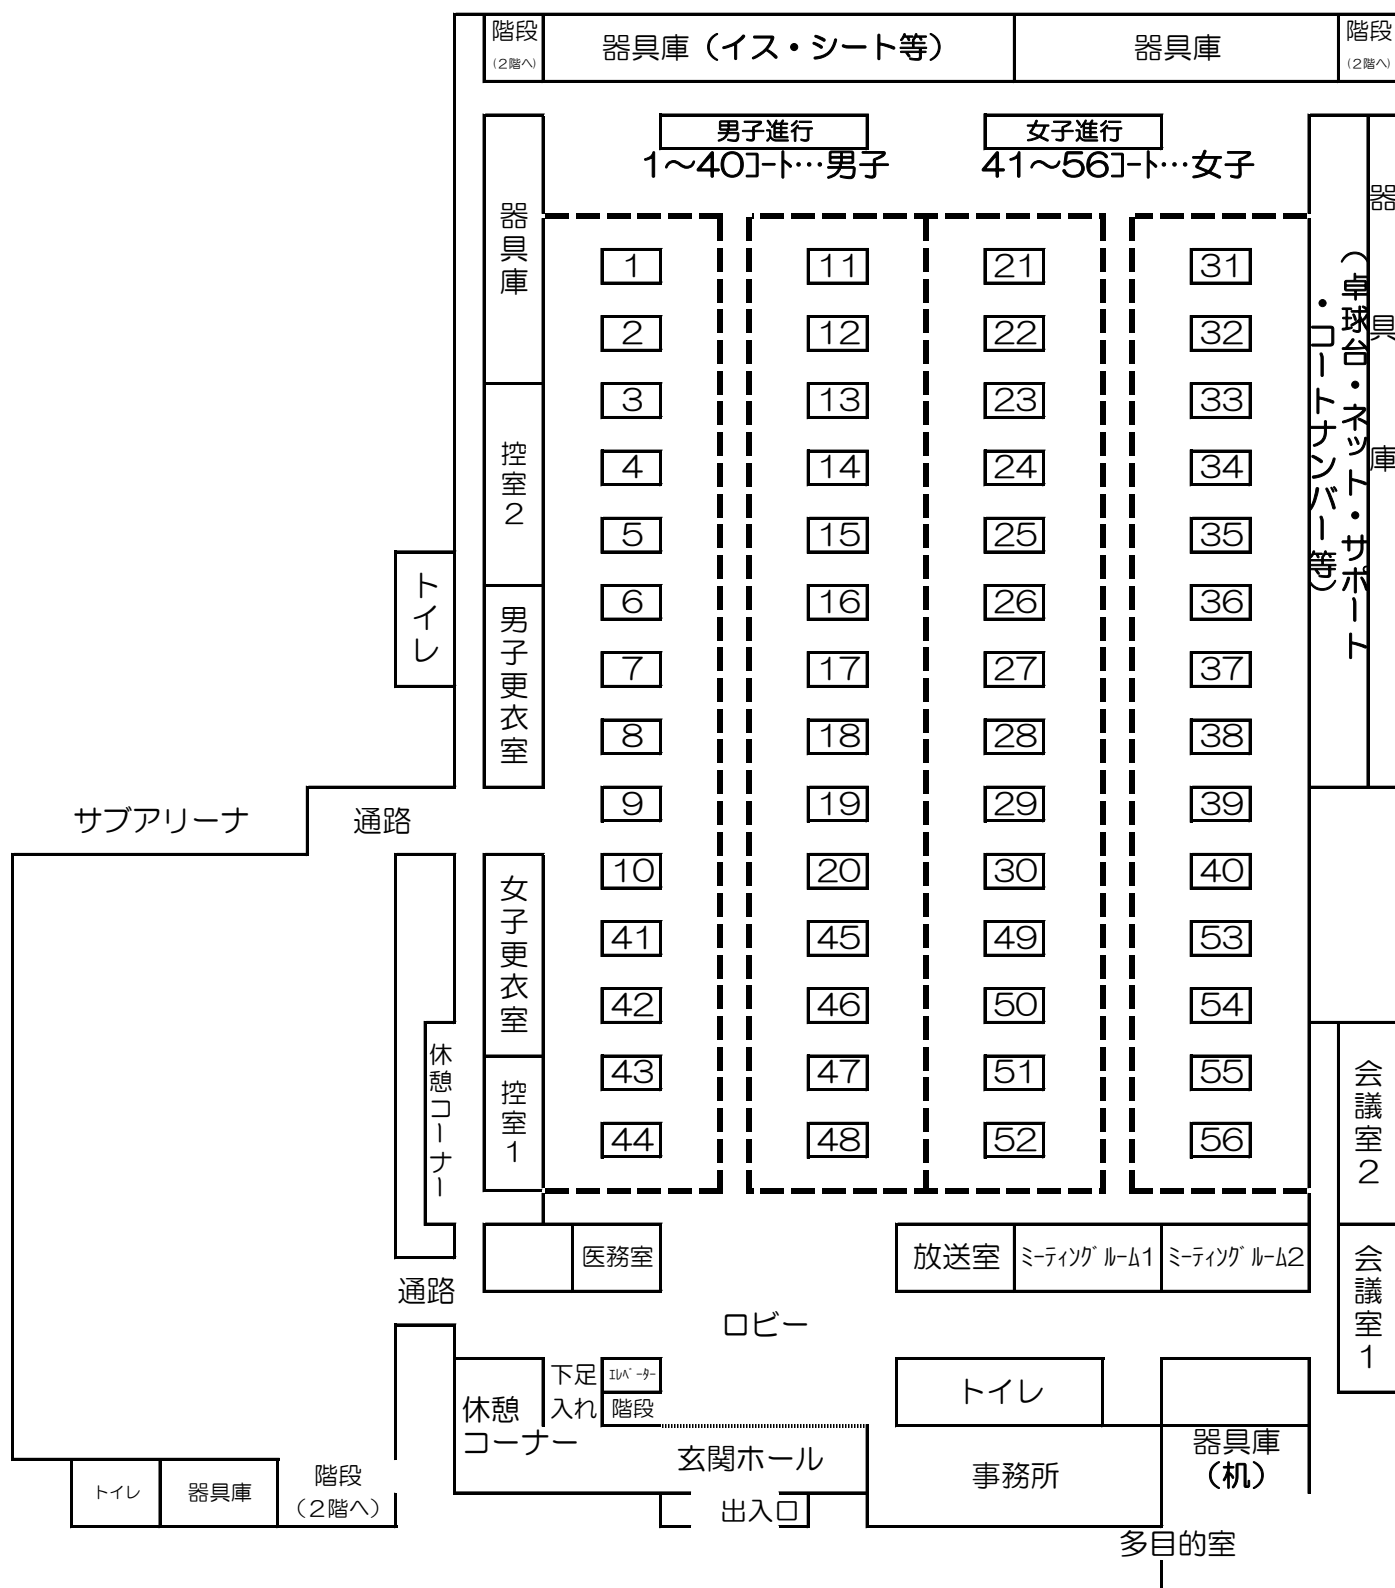 階段
(2階へ)
器具庫(イス・シート等)
器具庫
階段
(2階へ)
男子進行
女子進行
1〜40ｺｰﾄ…男子
41〜56ｺｰﾄ…女子
器具庫
控室2
男子更衣室
トイレ
器具庫
(卓球台・ネット・サポート
・コートナンバー等)
1 11 21 31
2 12 22 32
3 13 23 33
4 14 24 34
5 15 25 35
6 16 26 36
7 17 27 37
8 18 28 38
9 19 29 39
10 20 30 40
41 45 49 53
42 46 50 54
43 47 51 55
44 48 52 56
サブアリーナ
通路
女子更衣室
控室1
休憩コーナー
会議室2
医務室
放送室
ﾐｰﾃｨﾝｸﾞﾙｰﾑ1
ﾐｰﾃｨﾝｸﾞﾙｰﾑ2
会議室1
通路
ロビー
下足
入れ
ｴﾚﾍﾞｰﾀｰ
階段
トイレ
休憩
コーナー
玄関ホール
事務所
器具庫
(机)
トイレ
器具庫
階段
(2階へ)
出入口
多目的室